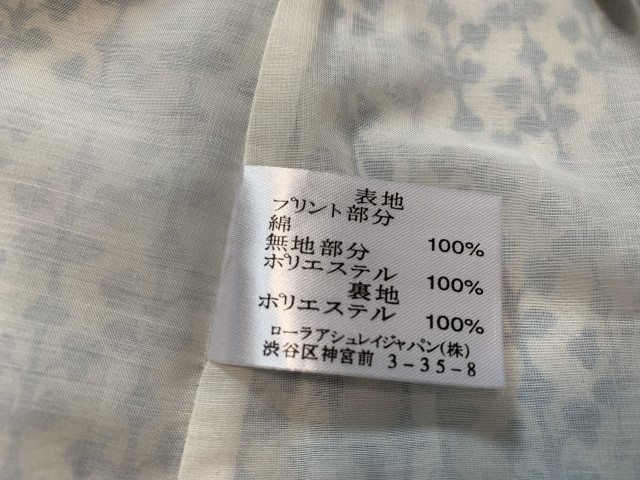 表地
プリント部分
綿 100%
無地部分
ポリエステル 100%
裏地
ポリエステル 100%
ローラアシュレイジャパン(株)
渋谷区神宮前 3-35-8